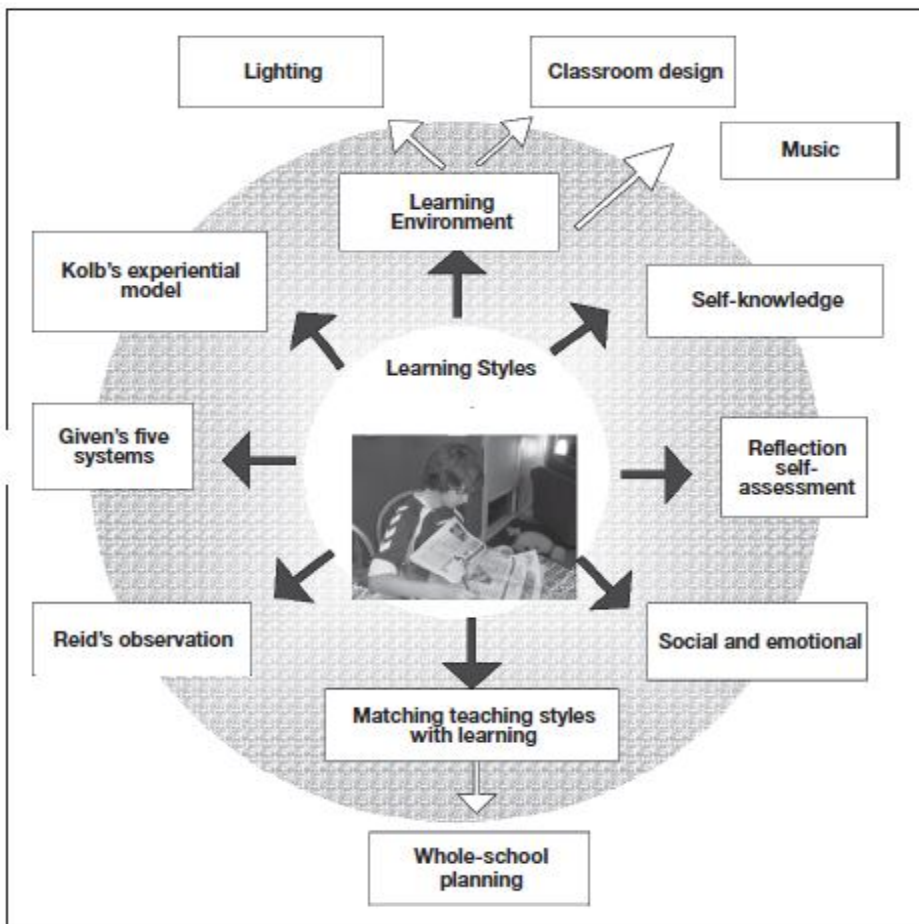 Lighting
Classroom design
Music
Learning
Environment
Kolb's experiential
model
Self-knowledge
Learning Styles
Given's five
systems
Reflection
self-
assessment
Reid's observation
Social and emotional
Matching teaching styles
with learning
Whole-school
planning